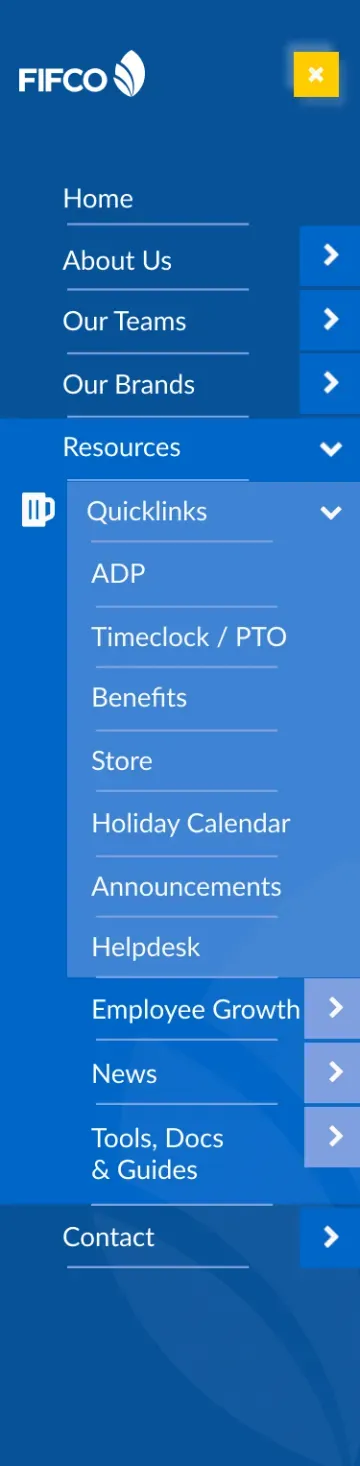 FIFCO
Home
About Us
Our Teams
Our Brands
Resources
Quicklinks
ADP
Timeclock / PTO
Benefits
Store
Holiday Calendar
Announcements
Helpdesk
Employee Growth
News
Tools, Docs
& Guides
Contact